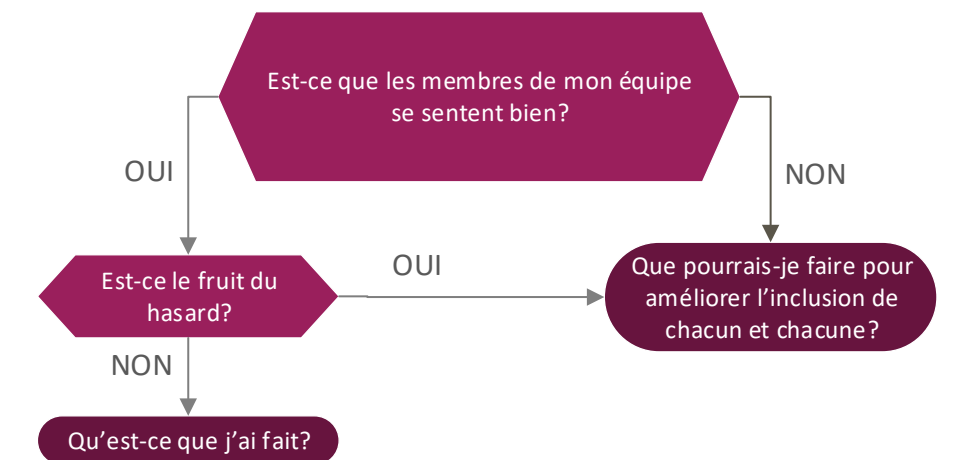 Est-ce que les membres de mon équipe
se sentent bien?
OUI
NON
Est-ce le fruit du
hasard?
OUI
Que pourrais-je faire pour
améliorer l’inclusion de
chacun et chacune?
NON
Qu’est-ce que j’ai fait?